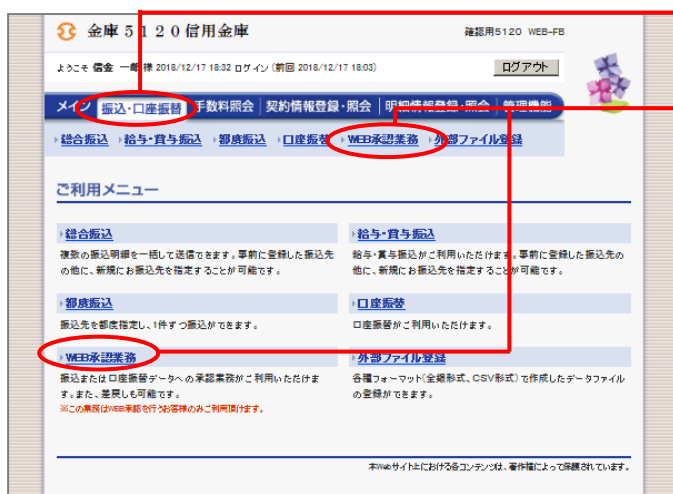 金庫5120信用金庫
確認用5120 WEB-FB
ようこそ 信金 一郎 様 2018/12/17 18:32 ログイン(前回 2018/12/17 18:03)
ログアウト
メイン 振込・口座振替 手数料照会 契約情報登録・照会 明細情報登録・照会 管理機能
総合振込 給与・賞与振込 都度振込 口座振替 WEB承認業務 外部ファイル登録
ご利用メニュー
総合振込
複数の振込明細を一括して送信できます。事前に登録した振込先
の他に、新規にお振込先を指定することが可能です。
給与・賞与振込
給与・賞与振込がご利用いただけます。事前に登録した振込先の
他に、新規にお振込先を指定することが可能です。
都度振込
振込先を都度指定し、1件ずつ振込ができます。
口座振替
口座振替がご利用いただけます。
WEB承認業務
振込または口座振替データへの承認業務がご利用いただけま
す。また、差戻しも可能です。
※この業務はWEB承認を行うお客様のみご利用頂けます。
外部ファイル登録
各種フォーマット(全銀形式、CSV形式)で作成したデータファイル
の登録ができます。
本Webサイト上における各コンテンツは、著作権によって保護されています。